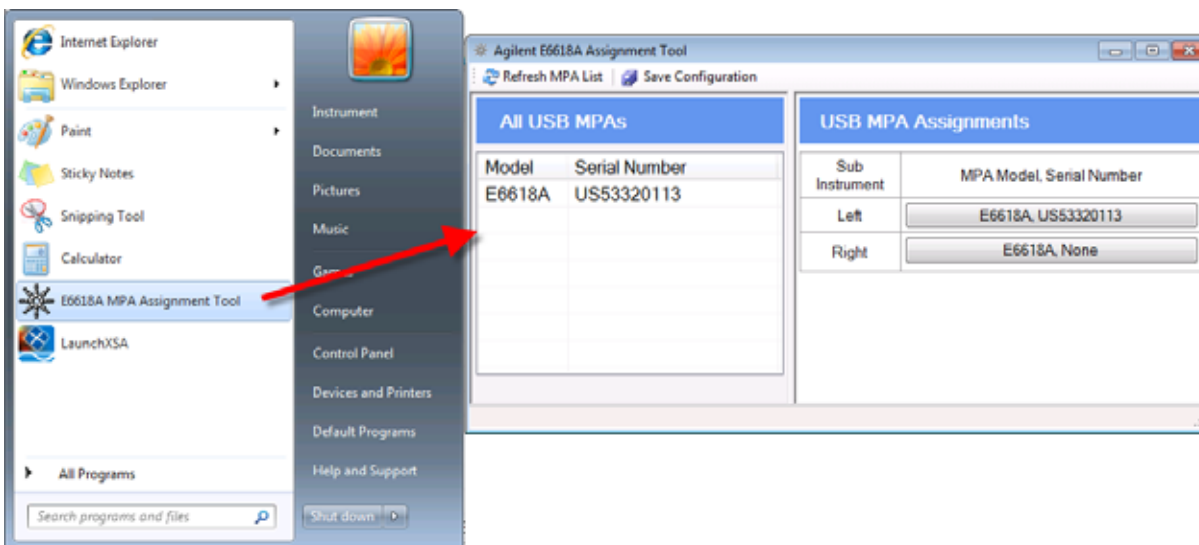 Internet Explorer
Windows Explorer
Paint
Sticky Notes
Snipping Tool
Calculator
E6618A MPA Assignment Tool
LaunchXSA
All Programs
Search programs and files
Instrument
Documents
Pictures
Music
Games
Computer
Control Panel
Devices and Printers
Default Programs
Help and Support
Shut down
Agilent E6618A Assignment Tool
Refresh MPA List Save Configuration
All USB MPAs
Model Serial Number
E6618A US53320113
USB MPA Assignments
Sub Instrument MPA Model, Serial Number
Left E6618A, US53320113
Right E6618A, None